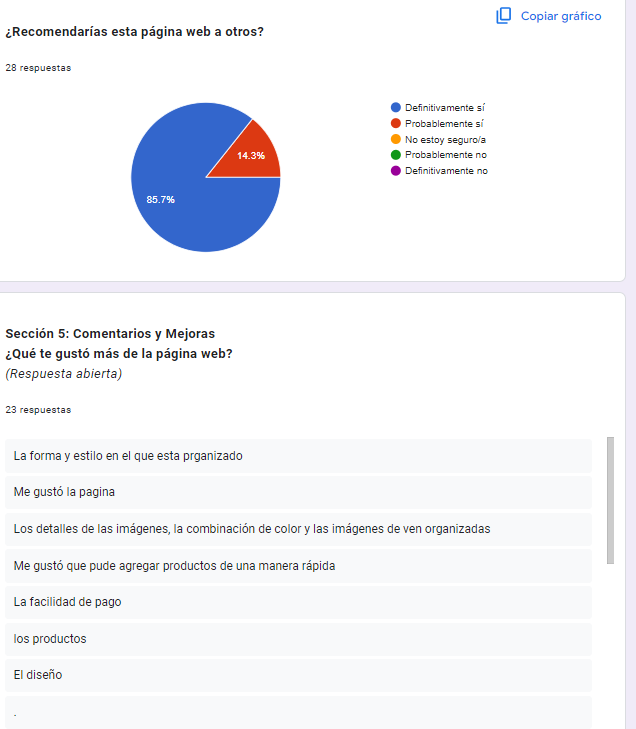 Copiar gráfico
¿Recomendarías esta página web a otros?
28 respuestas
Definitivamente sí
Probablemente sí
No estoy seguro/a
Probablemente no
Definitivamente no
14.3%
85.7%
Sección 5: Comentarios y Mejoras
¿Qué te gustó más de la página web?
(Respuesta abierta)
23 respuestas
La forma y estilo en el que esta prganizado
Me gustó la pagina
Los detalles de las imágenes, la combinación de color y las imágenes de ven organizadas
Me gustó que pude agregar productos de una manera rápida
La facilidad de pago
los productos
El diseño
.